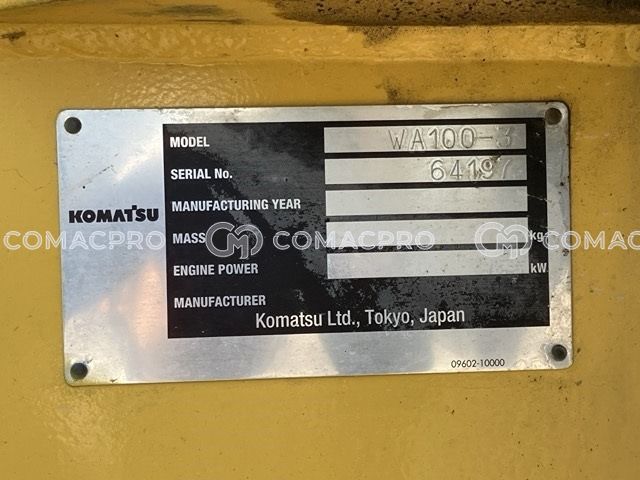 MODEL WA100-3
SERIAL No. 64197
KOMATSU
MANUFACTURING YEAR
COMACPRO COMACPRO COMACPRO
MASS kg
ENGINE POWER kW
MANUFACTURER
Komatsu Ltd., Tokyo, Japan
09602-10000